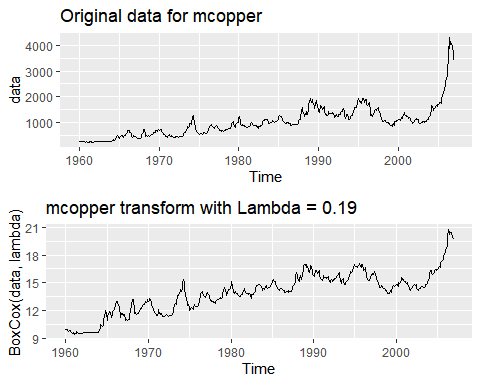 Original data for mcopper
data
4000
3000
2000
1000
1960 1970 1980 1990 2000
Time
mcopper transform with Lambda = 0.19
BoxCox(data, lambda)
21
18
15
12
9
1960 1970 1980 1990 2000
Time